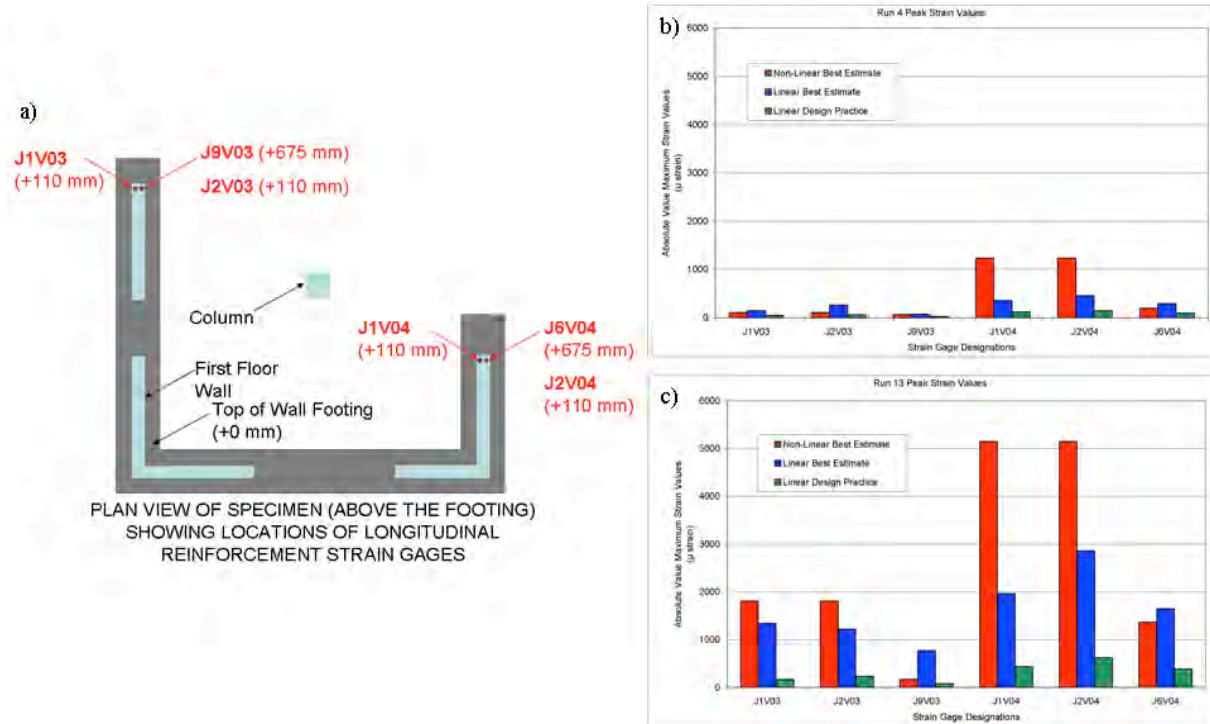 a)
J1V03
(+110 mm)
J9V03 (+675 mm)
J2V03 (+110 mm)
Column
J1V04
(+110 mm)
J6V04
(+675 mm)
J2V04
(+110 mm)
First Floor
Wall
Top of Wall Footing
(+0 mm)
PLAN VIEW OF SPECIMEN (ABOVE THE FOOTING)
SHOWING LOCATIONS OF LONGITUDINAL
REINFORCEMENT STRAIN GAGES
b)
Run 4 Peak Strain Values
6000
5000
4000
3000
2000
1000
0
Absolute Value Maximum Strain Values
(μ strain)
Non-Linear Best Estimate
Linear Best Estimate
Linear Design Practice
J1V03 J2V03 J9V03 J1V04 J2V04 J6V04
Strain Gage Designations
c)
Run 13 Peak Strain Values
6000
5000
4000
3000
2000
1000
0
Absolute Value Maximum Strain Values
(μ strain)
Non-Linear Best Estimate
Linear Best Estimate
Linear Design Practice
J1V03 J2V03 J9V03 J1V04 J2V04 J6V04
Strain Gage Designations